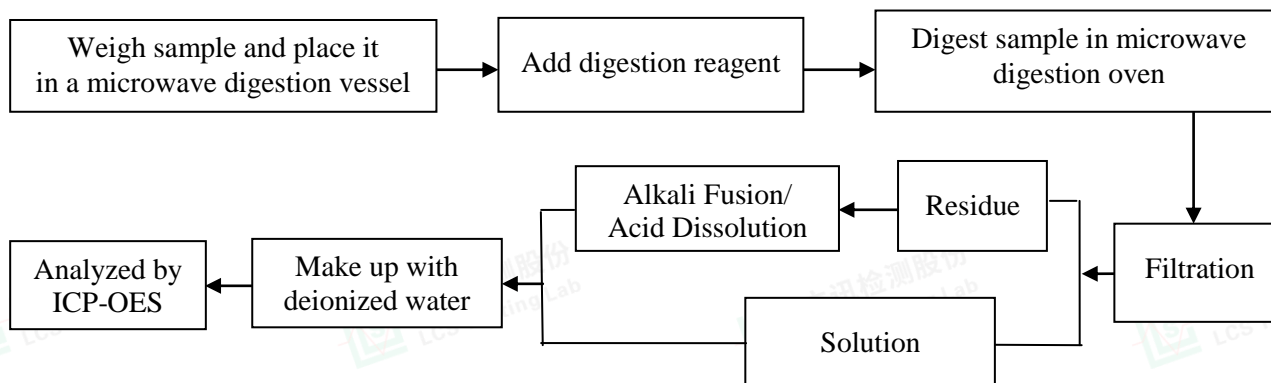 Weigh sample and place it
in a microwave digestion vessel
Add digestion reagent
Digest sample in microwave
digestion oven
Filtration
Residue
Solution
Alkali Fusion/
Acid Dissolution
Make up with
deionized water
Analyzed by
ICP-OES